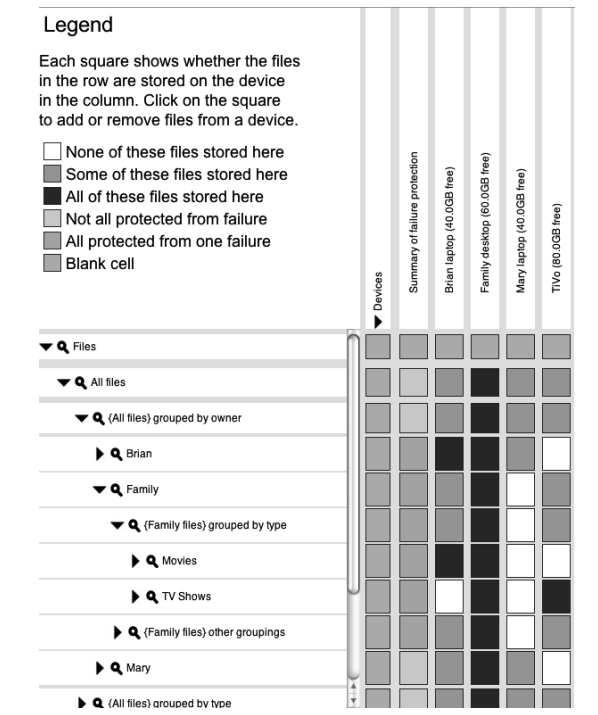 Legend
Each square shows whether the files
in the row are stored on the device
in the column. Click on the square
to add or remove files from a device.
None of these files stored here
Some of these files stored here
All of these files stored here
Not all protected from failure
All protected from one failure
Blank cell
Devices
Summary of failure protection
Brian laptop (40.0GB free)
Family desktop (60.0GB free)
Mary laptop (40.0GB free)
TiVo (80.0GB free)
Files
All files
{All files} grouped by owner
Brian
Family
{Family files} grouped by type
Movies
TV Shows
{Family files} other groupings
Mary
{All files} grouped by type